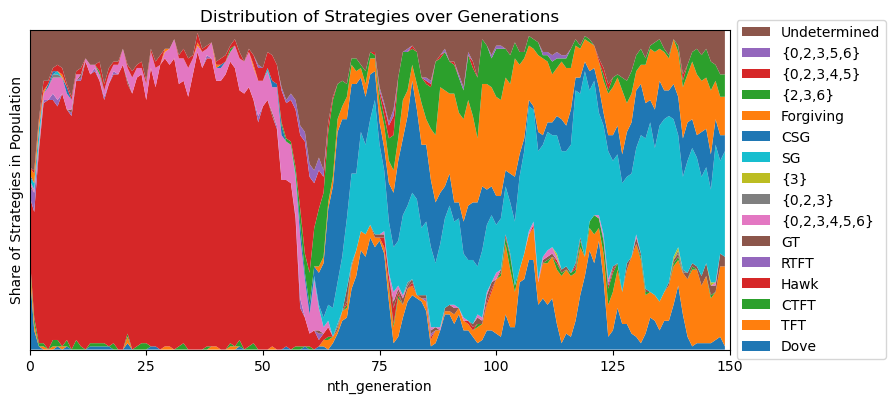 Distribution of Strategies over Generations
Share of Strategies in Population
0
25
50
75
100
125
150
nth_generation
Undetermined
{0,2,3,5,6}
{0,2,3,4,5}
{2,3,6}
Forgiving
CSG
SG
{3}
{0,2,3}
{0,2,3,4,5,6}
GT
RTFT
Hawk
CTFT
TFT
Dove